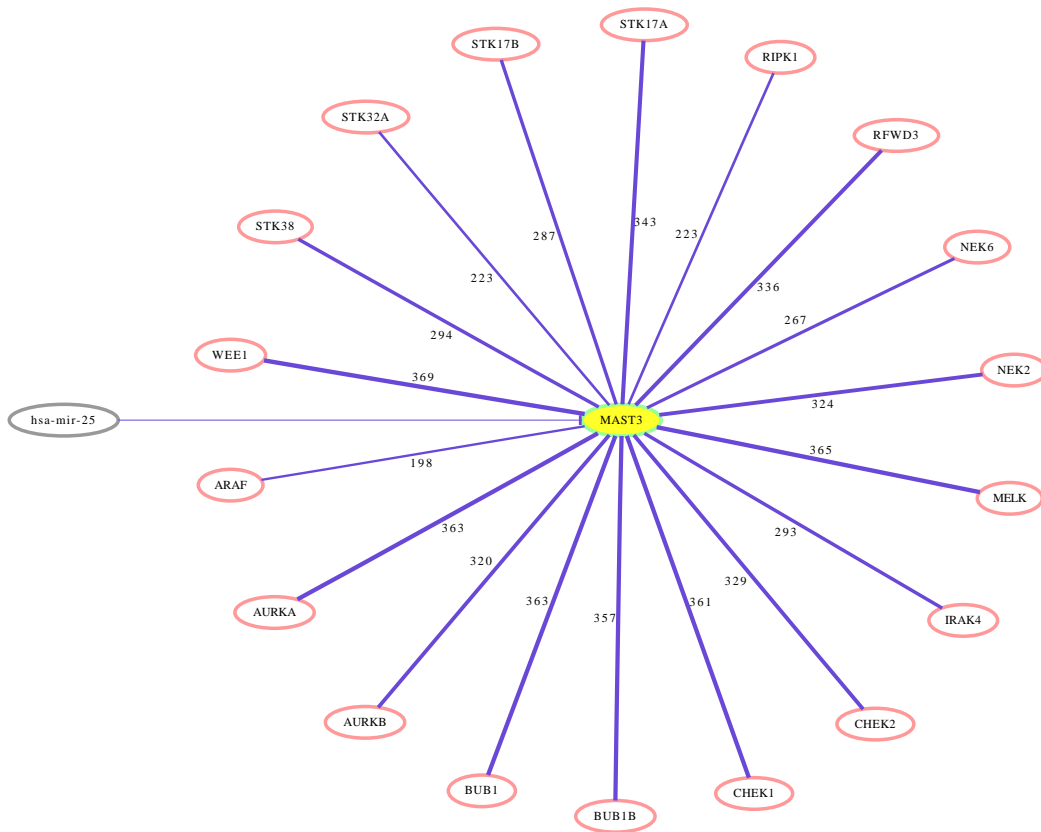 STK17A
STK17B
RIPK1
STK32A
RFWD3
STK38
343
287
223
NEK6
223
336
267
294
WEE1
NEK2
369
324
hsa-mir-25
MAST3
365
198
ARAF
MELK
363
293
320
329
363
361
357
AURKA
IRAK4
AURKB
CHEK2
BUB1
CHEK1
BUB1B